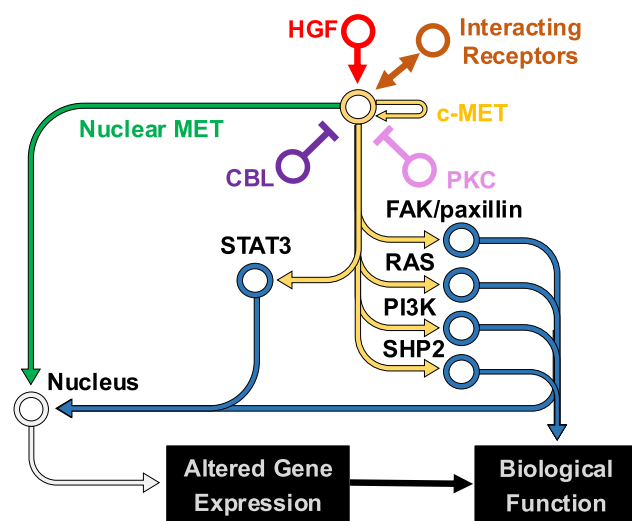 HGF
Interacting
Receptors
c-MET
Nuclear MET
CBL
PKC
FAK/paxillin
STAT3
RAS
PI3K
SHP2
Nucleus
Altered Gene
Expression
Biological
Function